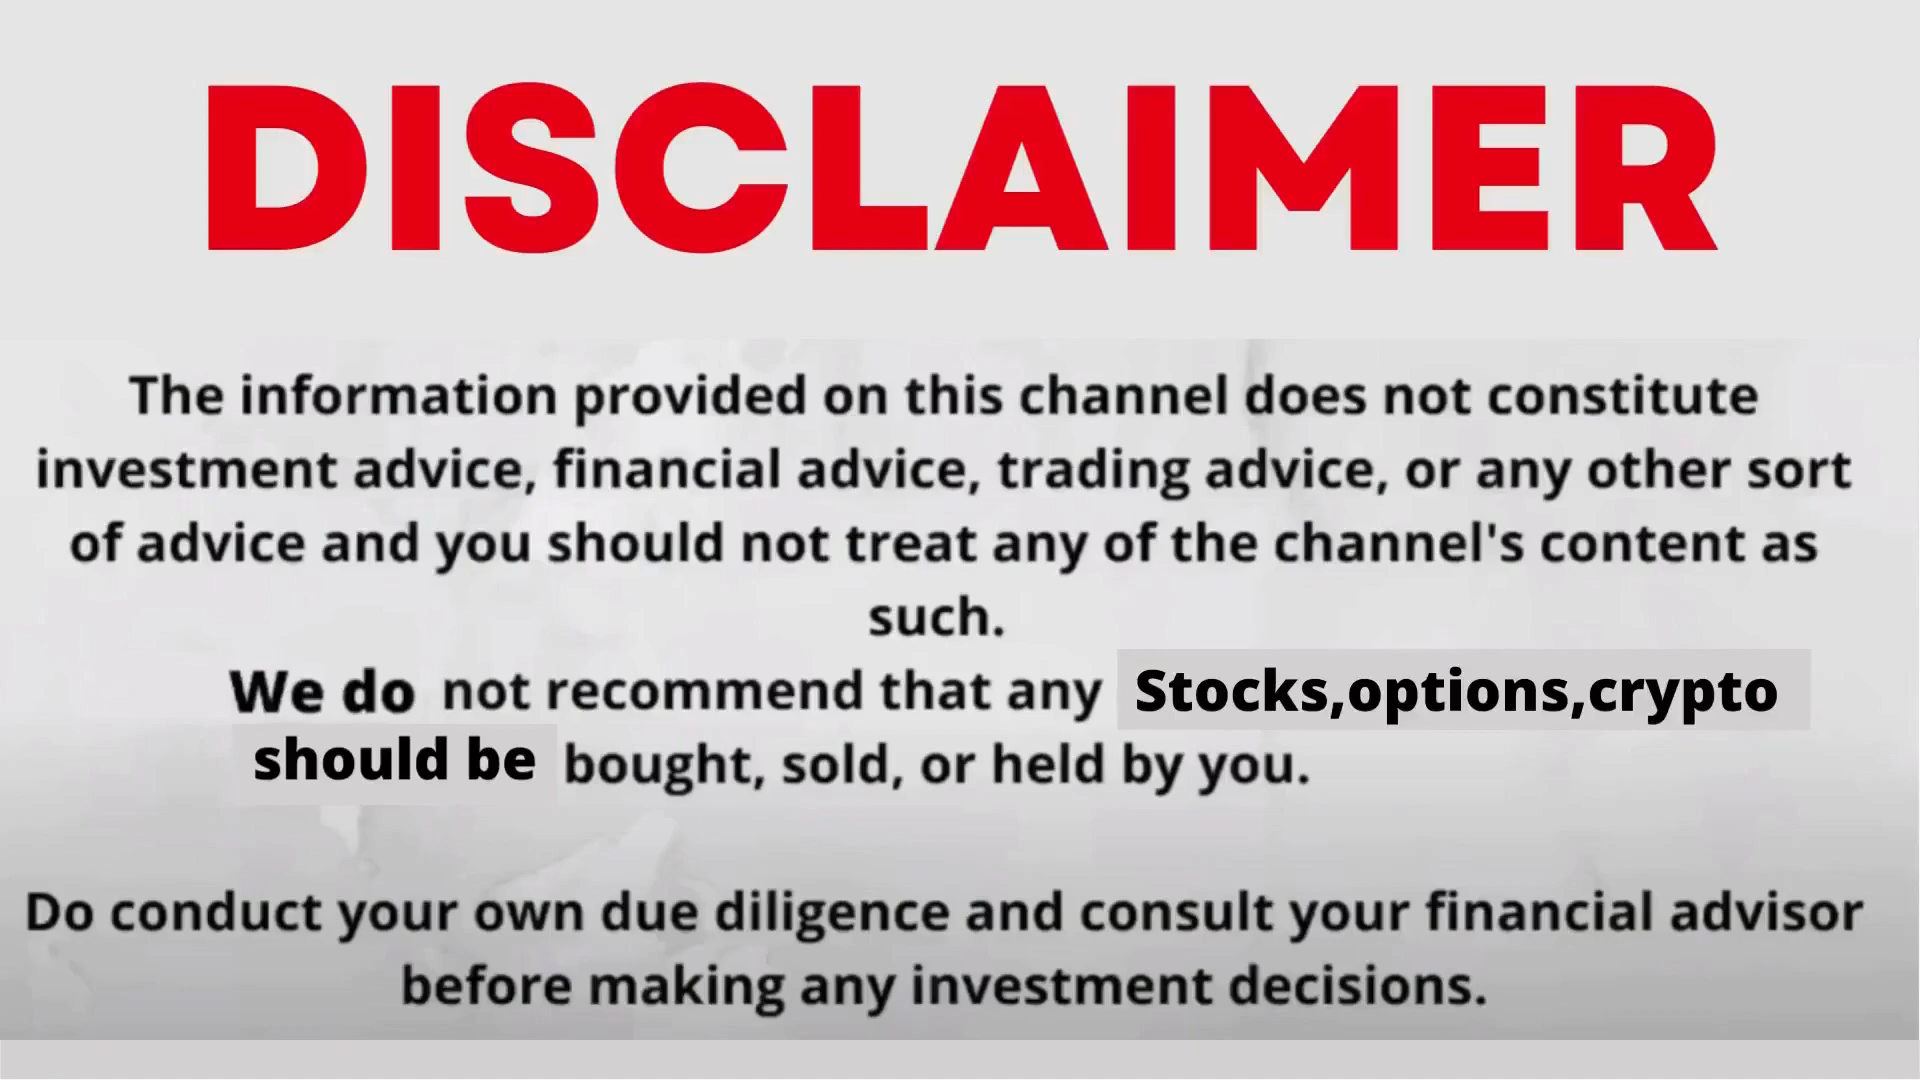 DISCLAIMER
The information provided on this channel does not constitute
investment advice, financial advice, trading advice, or any other sort
of advice and you should not treat any of the channel's content as
such.
We do not recommend that any Stocks,options,crypto
should be bought, sold, or held by you.
Do conduct your own due diligence and consult your financial advisor
before making any investment decisions.